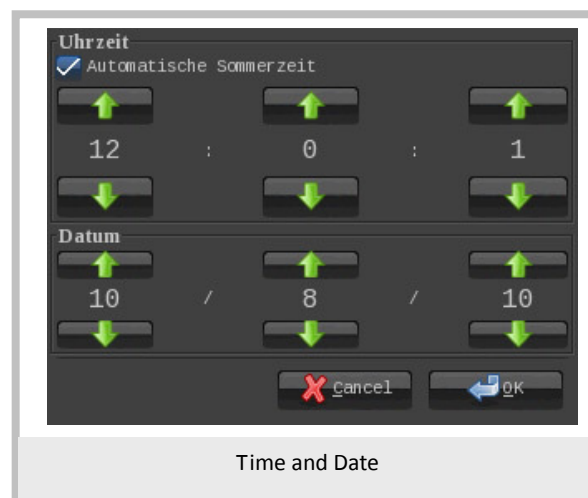 Uhrzeit
Automatische Sommerzeit
12 : 0 : 1
Datum
10 / 8 / 10
Cancel OK
Time and Date